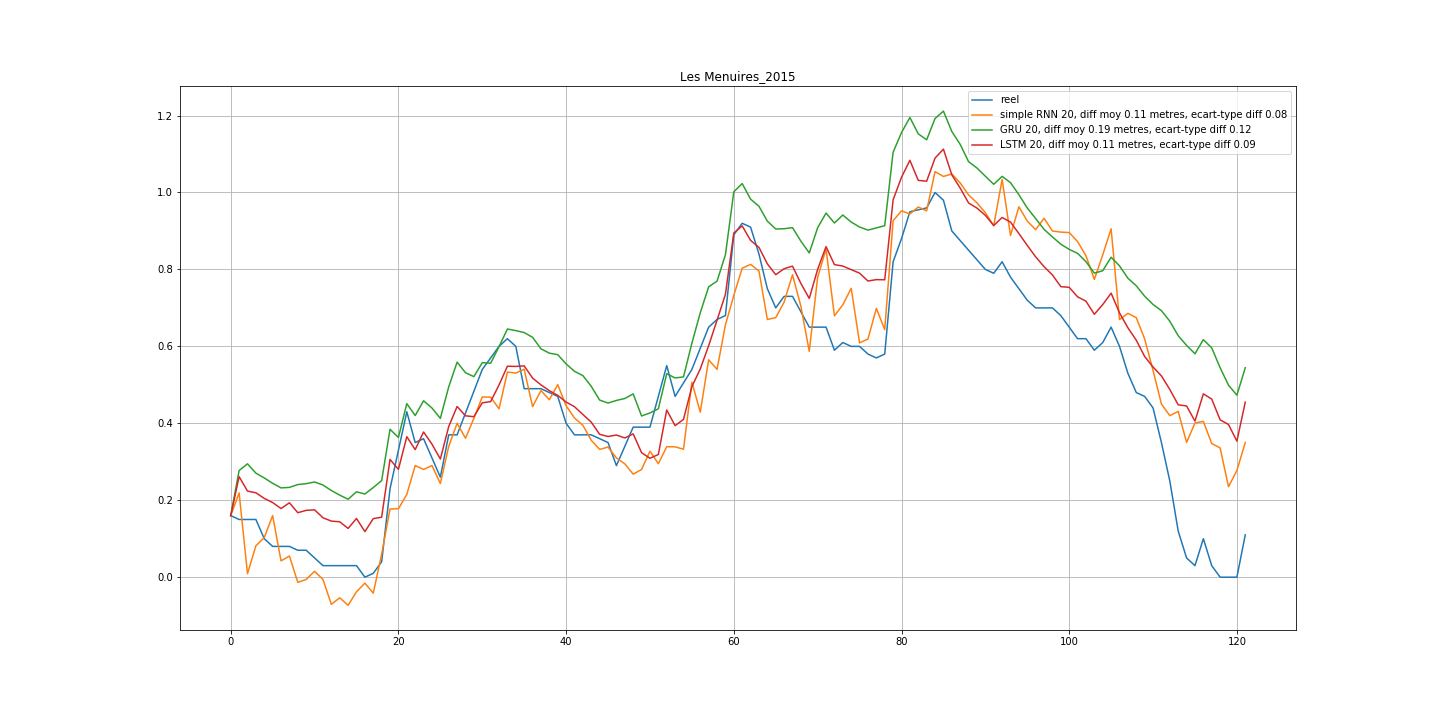 Les Menuires_2015
reel
simple RNN 20, diff moy 0.11 metres, ecart-type diff 0.08
GRU 20, diff moy 0.19 metres, ecart-type diff 0.12
LSTM 20, diff moy 0.11 metres, ecart-type diff 0.09
1.2
1.0
0.8
0.6
0.4
0.2
0.0
0 20 40 60 80 100 120